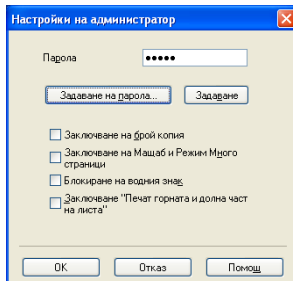 Настройки на администратор
Парола
•••••
Задаване на парола... Задаване
Заключване на брой копия
Заключване на Мащаб и Режим Много
страници
Блокиране на водния знак
Заключване "Печат горната и долна част
на листа"
OK Отказ Помощ